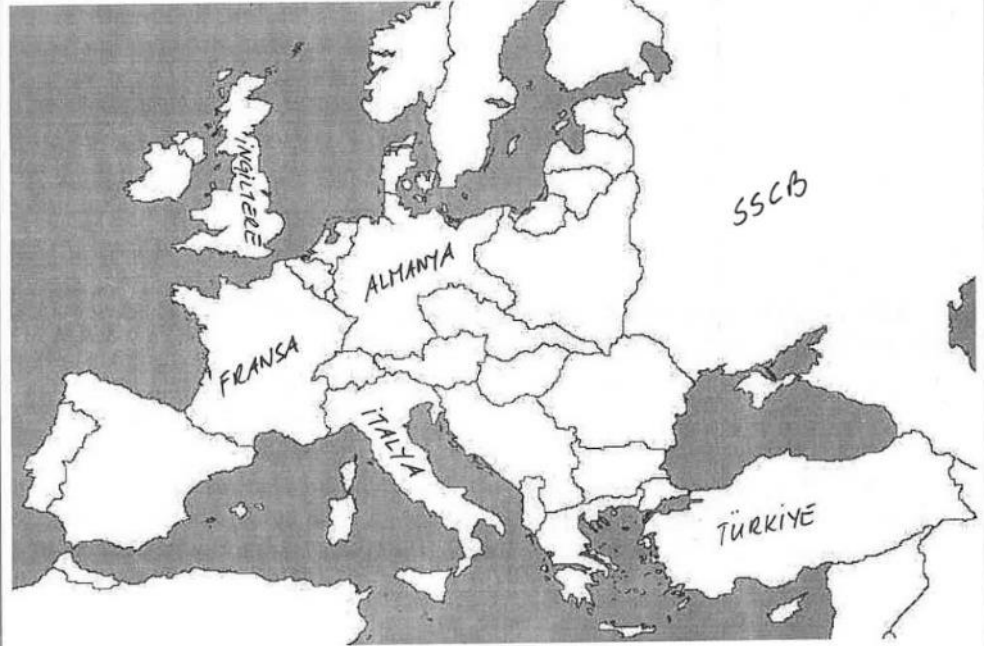 İNGİLTERE
SSCB
ALMANYA
FRANSA
İTALYA
TÜRKİYE